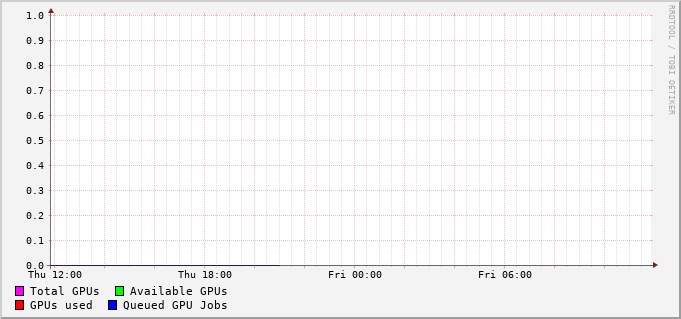 1.0
0.9
0.8
0.7
0.6
0.5
0.4
0.3
0.2
0.1
0.0
Thu 12:00 Thu 18:00 Fri 00:00 Fri 06:00
Total GPUs Available GPUs
GPUs used Queued GPU Jobs
RRDTOOL / TOBI OETIKER